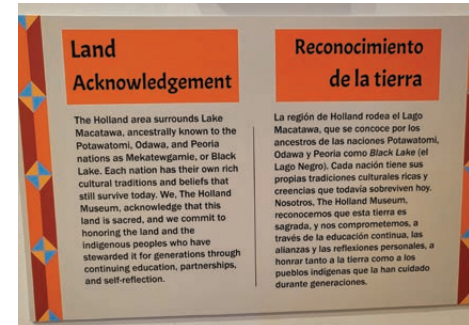 Land
Acknowledgement
The Holland area surrounds Lake
Macatawa, ancestrally known to the
Potawatomi, Odawa, and Peoria
nations as Mekatewgamie, or Black
Lake. Each nation has their own rich
cultural traditions and beliefs that
still survive today. We, The Holland
Museum, acknowledge that this
land is sacred, and we commit to
honoring the land and the
indigenous peoples who have
stewarded it for generations through
continuing education, partnerships,
and self-reflection.
Reconocimiento
de la tierra
La región de Holland rodea el Lago
Macatawa, que se concoce por los
ancestros de las naciones Potawatomi,
Odawa y Peoria como Black Lake (el
Lago Negro). Cada nación tiene sus
propias tradiciones culturales ricas y
creencias que todavía sobreviven hoy.
Nosotros, The Holland Museum,
reconocemos que esta tierra es
sagrada, y nos comprometemos, a
través de la educación continua, las
alianzas y las reflexiones personales, a
honrar tanto a la tierra como a los
pueblos indígenas que la han cuidado
durante generaciones.